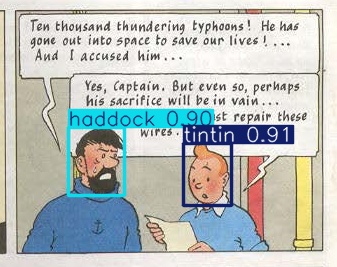 Ten thousand thundering typhoons! He has
gone out into space to save our lives! ...
And I accused him...
Yes, Captain. But even so, perhaps
his sacrifice will be in vain...
st repair these
wires.
haddock 0.90
tintin 0.91